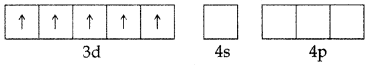 ↑ ↑ ↑ ↑ ↑
3d 4s 4p